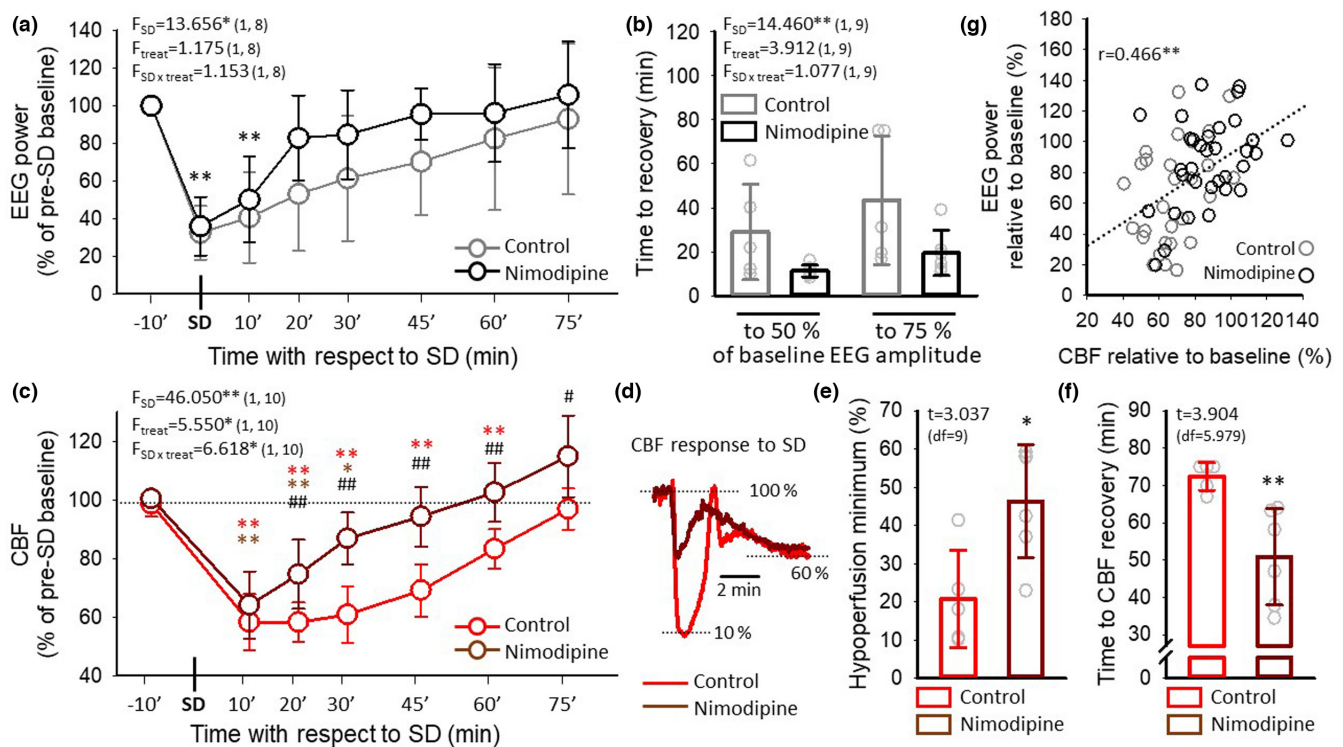 (a)
F_SD=13.656* (1, 8)
F_treat=1.175 (1, 8)
F_SD x treat=1.153 (1, 8)
EEG power
(% of pre-SD baseline)
140
120
100
80
60
40
20
0
**
**
Control
Nimodipine
-10’ SD 10’ 20’ 30’ 45’ 60’ 75’
Time with respect to SD (min)
(b)
F_SD=14.460** (1, 9)
F_treat=3.912 (1, 9)
F_SD x treat=1.077 (1, 9)
Time to recovery (min)
120
100
80
60
40
20
0
Control
Nimodipine
to 50 % to 75 %
of baseline EEG amplitude
(g)
EEG power
relative to baseline (%)
180
160
140
120
100
80
60
40
20
0
r=0.466**
Control
Nimodipine
20 40 60 80 100 120 140
CBF relative to baseline (%)
(c)
F_SD=46.050** (1, 10)
F_treat=5.550* (1, 10)
F_SD x treat=6.618* (1, 10)
CBF
(% of pre-SD baseline)
120
100
80
60
40
**
**
**
**
##
**
*
##
**
##
**
##
#
Control
Nimodipine
-10’ SD 10’ 20’ 30’ 45’ 60’ 75’
Time with respect to SD (min)
(d)
CBF response to SD
100 %
60 %
2 min
10 %
Control
Nimodipine
(e)
t=3.037
(df=9)
*
Hypoperfusion minimum (%)
70
60
50
40
30
20
10
0
Control
Nimodipine
(f)
t=3.904
(df=5.979)
**
Time to CBF recovery (min)
90
80
70
60
50
40
30
0
Control
Nimodipine